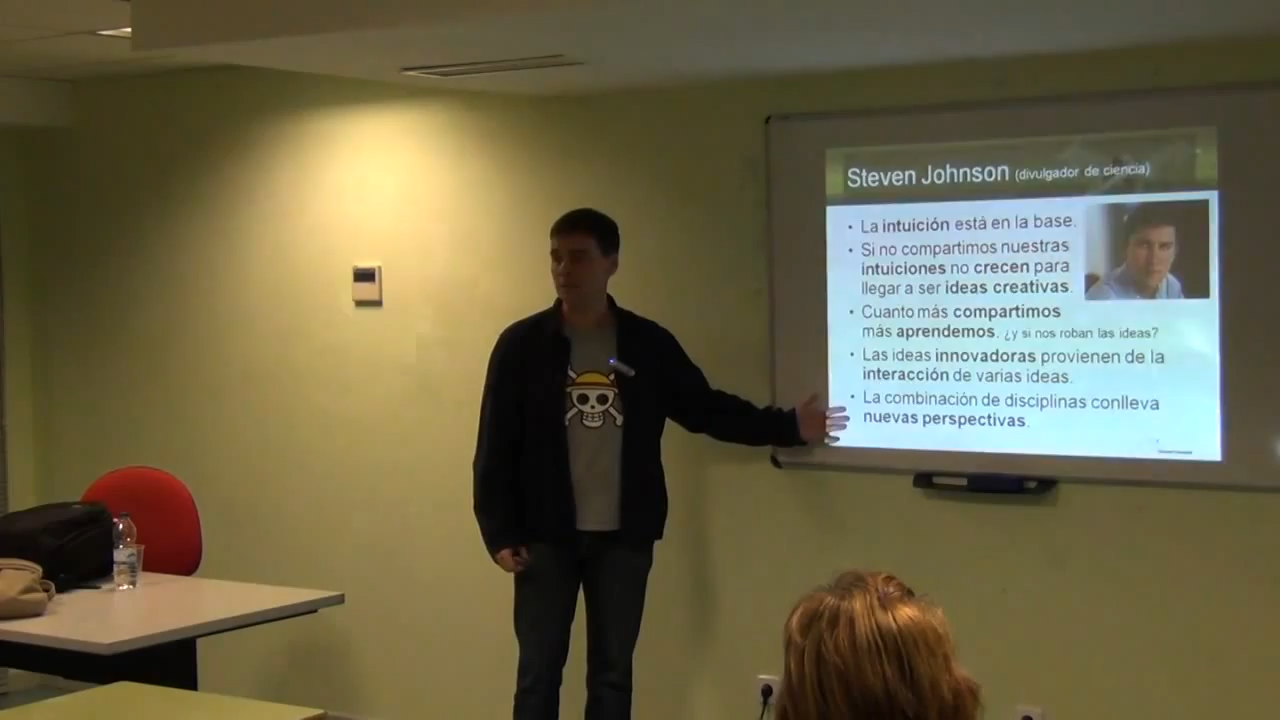 Steven Johnson (divulgador de ciencia)
• La intuición está en la base.
• Si no compartimos nuestras
intuiciones no crecen para
llegar a ser ideas creativas.
• Cuanto más compartimos
más aprendemos. ¿y si nos roban las ideas?
• Las ideas innovadoras provienen de la
interacción de varias ideas.
• La combinación de disciplinas conlleva
nuevas perspectivas.